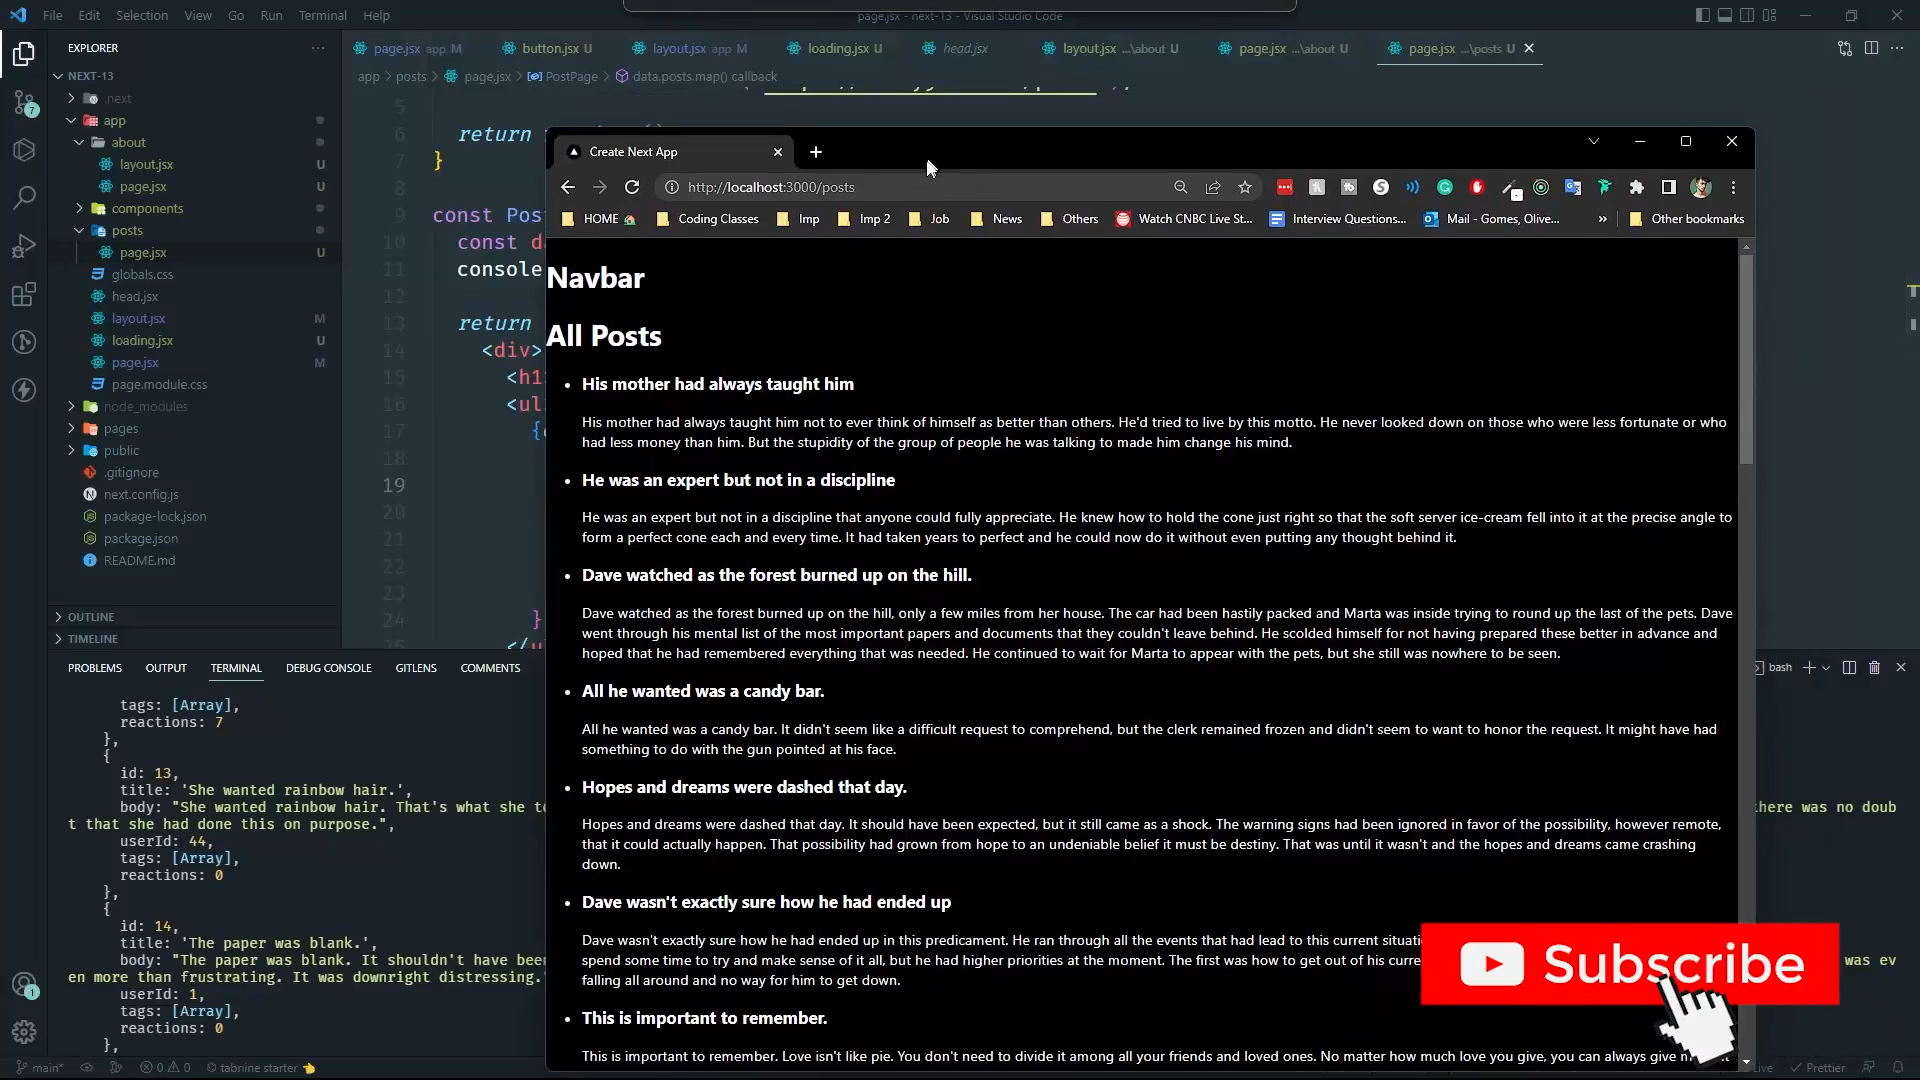 File Edit Selection View Go Run Terminal Help
page.jsx - next-13 - Visual Studio Code
EXPLORER
NEXT-13
.next
app
about
layout.jsx U
page.jsx U
components
posts
page.jsx U
globals.css
head.jsx
layout.jsx M
loading.jsx U
page.jsx M
page.module.css
node_modules
pages
public
.gitignore
next.config.js
package-lock.json
package.json
README.md
OUTLINE
TIMELINE
page.jsx app M button.jsx U layout.jsx app M loading.jsx U head.jsx layout.jsx ...\about U page.jsx ...\about U page.jsx ...\posts U
app > posts > page.jsx > PostPage > data.posts.map() callback
5
6 return
7 }
8
9 const Pos
10 const da
11 console
12
13 return
14 <div>
15 <h1
16 <ul
17 {
18
19
20
21
22
23
24 }
25 </u
Create Next App
http://localhost:3000/posts
HOME Coding Classes Imp Imp 2 Job News Others Watch CNBC Live St... Interview Questions... Mail - Gomes, Olive... » Other bookmarks
Navbar
All Posts
• His mother had always taught him
His mother had always taught him not to ever think of himself as better than others. He'd tried to live by this motto. He never looked down on those who were less fortunate or who
had less money than him. But the stupidity of the group of people he was talking to made him change his mind.
• He was an expert but not in a discipline
He was an expert but not in a discipline that anyone could fully appreciate. He knew how to hold the cone just right so that the soft server ice-cream fell into it at the precise angle to
form a perfect cone each and every time. It had taken years to perfect and he could now do it without even putting any thought behind it.
• Dave watched as the forest burned up on the hill.
Dave watched as the forest burned up on the hill, only a few miles from her house. The car had been hastily packed and Marta was inside trying to round up the last of the pets. Dave
went through his mental list of the most important papers and documents that they couldn't leave behind. He scolded himself for not having prepared these better in advance and
hoped that he had remembered everything that was needed. He continued to wait for Marta to appear with the pets, but she still was nowhere to be seen.
• All he wanted was a candy bar.
All he wanted was a candy bar. It didn't seem like a difficult request to comprehend, but the clerk remained frozen and didn't seem to want to honor the request. It might have had
something to do with the gun pointed at his face.
• Hopes and dreams were dashed that day.
Hopes and dreams were dashed that day. It should have been expected, but it still came as a shock. The warning signs had been ignored in favor of the possibility, however remote,
that it could actually happen. That possibility had grown from hope to an undeniable belief it must be destiny. That was until it wasn't and the hopes and dreams came crashing
down.
• Dave wasn't exactly sure how he had ended up
Dave wasn't exactly sure how he had ended up in this predicament. He ran through all the events that had lead to this current situati
spend some time to try and make sense of it all, but he had higher priorities at the moment. The first was how to get out of his curre
falling all around and no way for him to get down.
• This is important to remember.
This is important to remember. Love isn't like pie. You don't need to divide it among all your friends and loved ones. No matter how much love you give, you can always give
Subscribe
PROBLEMS OUTPUT TERMINAL DEBUG CONSOLE GITLENS COMMENTS
bash
tags: [Array],
reactions: 7
},
{
id: 13,
title: 'She wanted rainbow hair.',
body: "She wanted rainbow hair. That's what she to here was no doub
t that she had done this on purpose.",
userId: 44,
tags: [Array],
reactions: 0
},
{
id: 14,
title: 'The paper was blank.',
body: "The paper was blank. It shouldn't have been was ev
en more than frustrating. It was downright distressing.
userId: 1,
tags: [Array],
reactions: 0
},
7
1
main* 0 0 tabnine starter Live Prettier